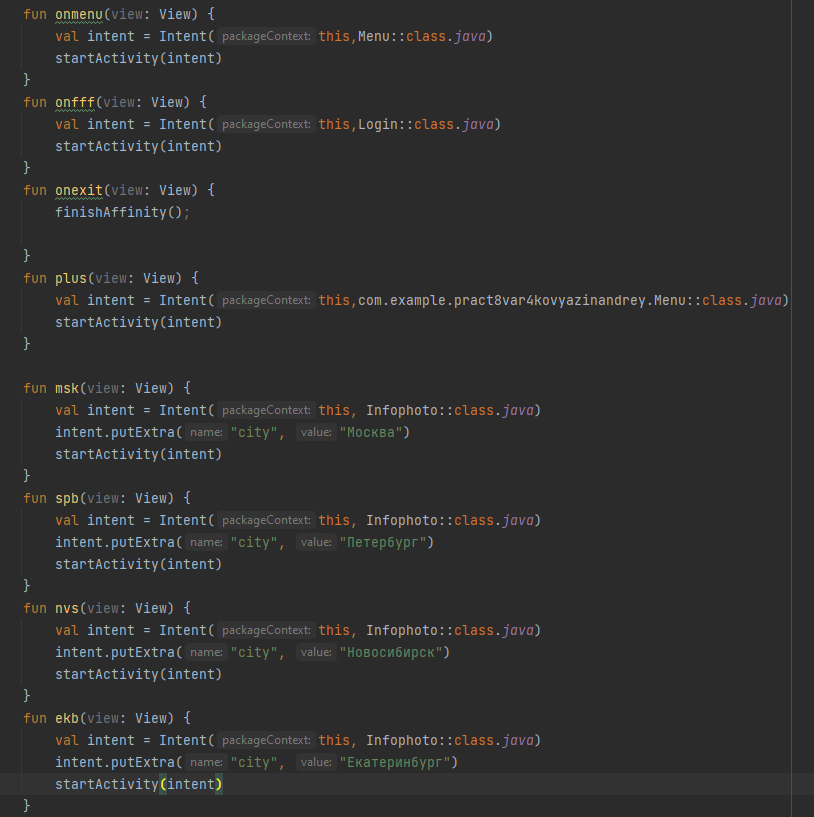 fun onmenu(view: View) {
val intent = Intent( packageContext: this,Menu::class.java)
startActivity(intent)
}
fun onfff(view: View) {
val intent = Intent( packageContext: this,Login::class.java)
startActivity(intent)
}
fun onexit(view: View) {
finishAffinity();
}
fun plus(view: View) {
val intent = Intent( packageContext: this,com.example.pract8var4kovyazinandrey.Menu::class.java)
startActivity(intent)
}
fun msk(view: View) {
val intent = Intent( packageContext: this, Infophoto::class.java)
intent.putExtra( name: "city", value: "Москва")
startActivity(intent)
}
fun spb(view: View) {
val intent = Intent( packageContext: this, Infophoto::class.java)
intent.putExtra( name: "city", value: "Петербург")
startActivity(intent)
}
fun nvs(view: View) {
val intent = Intent( packageContext: this, Infophoto::class.java)
intent.putExtra( name: "city", value: "Новосибирск")
startActivity(intent)
}
fun ekb(view: View) {
val intent = Intent( packageContext: this, Infophoto::class.java)
intent.putExtra( name: "city", value: "Екатеринбург")
startActivity(intent)
}